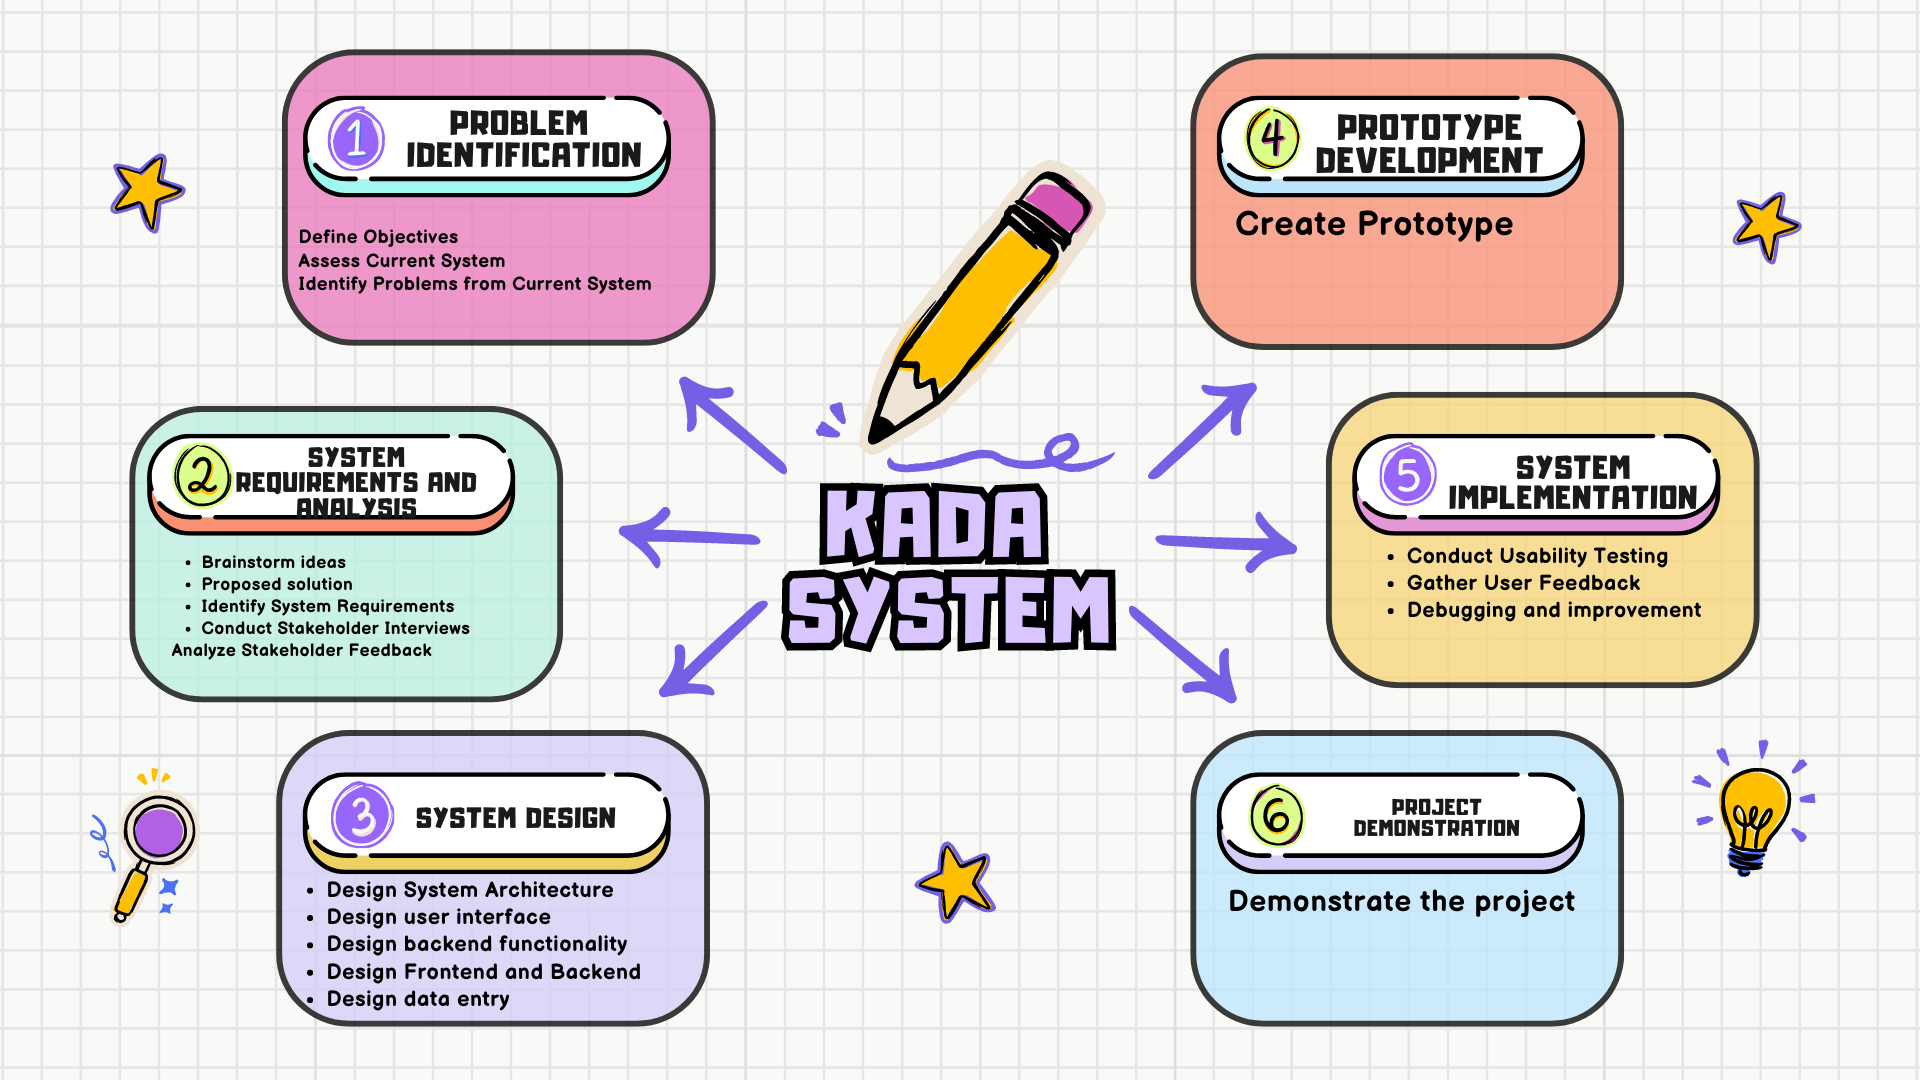 1
PROBLEM
IDENTIFICATION
Define Objectives
Assess Current System
Identify Problems from Current System
2
SYSTEM
REQUIREMENTS AND
ANALYSIS
• Brainstorm ideas
• Proposed solution
• Identify System Requirements
• Conduct Stakeholder Interviews
Analyze Stakeholder Feedback
3
SYSTEM DESIGN
• Design System Architecture
• Design user interface
• Design backend functionality
• Design Frontend and Backend
• Design data entry
KADA
SYSTEM
4
PROTOTYPE
DEVELOPMENT
Create Prototype
5
SYSTEM
IMPLEMENTATION
• Conduct Usability Testing
• Gather User Feedback
• Debugging and improvement
6
PROJECT
DEMONSTRATION
Demonstrate the project